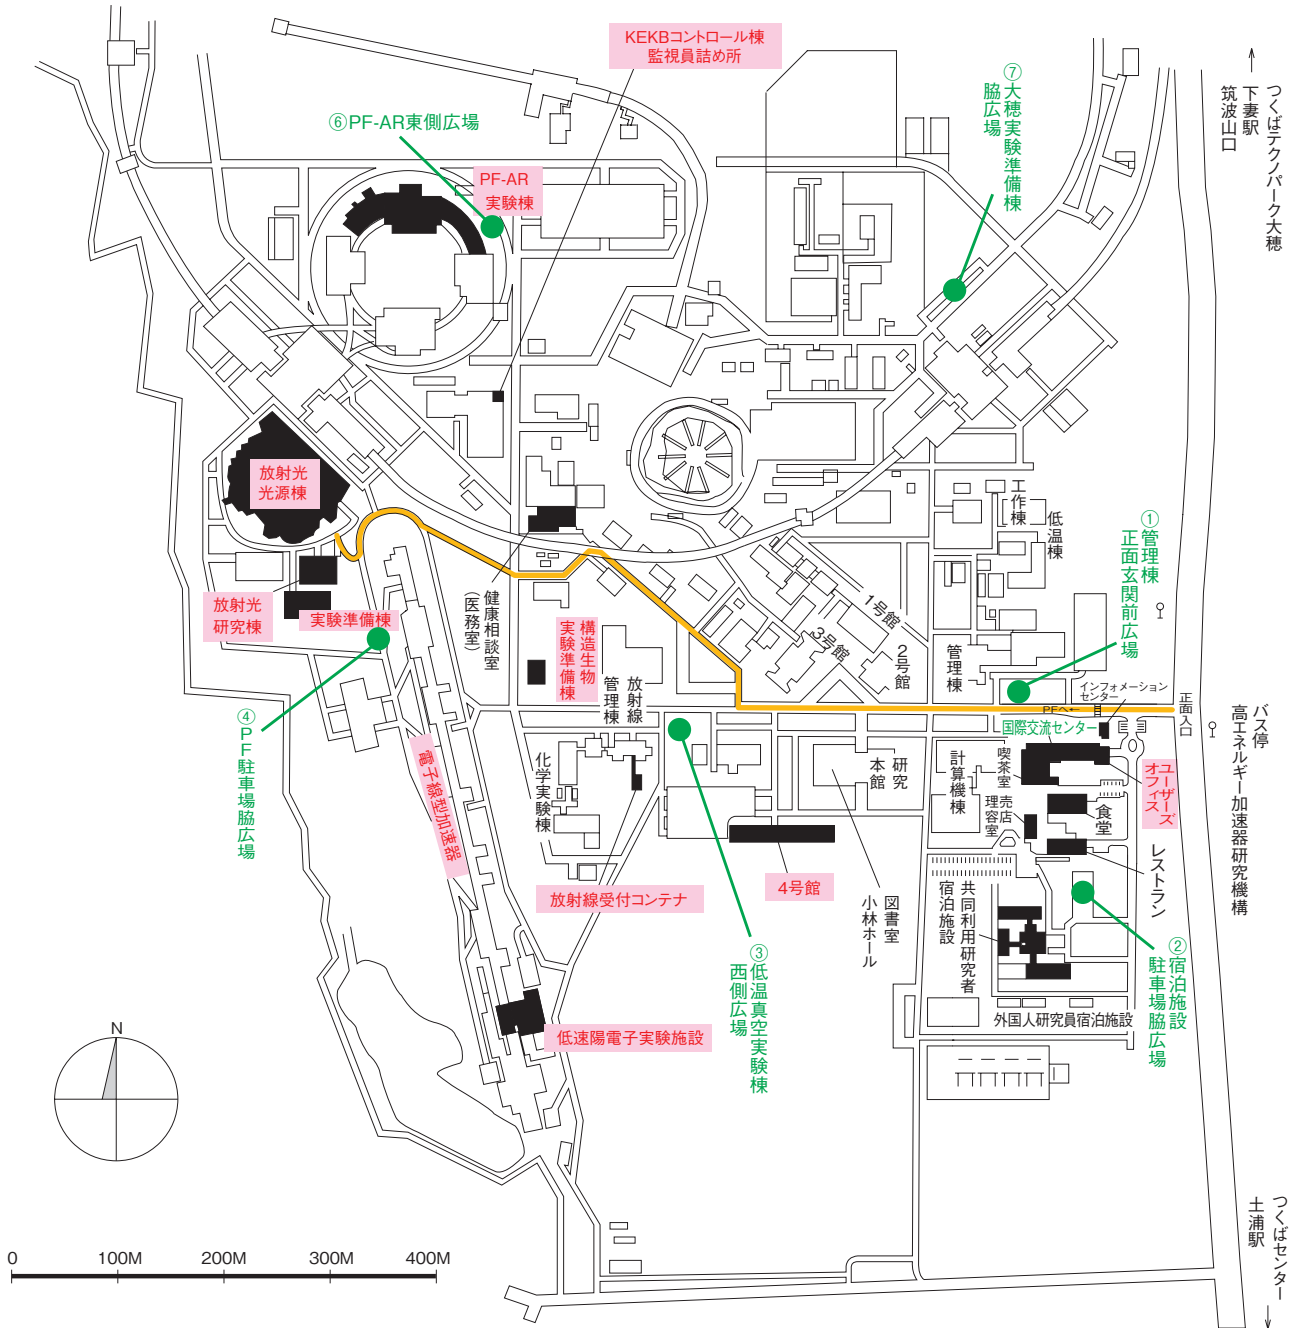 KEKBコントロール棟
監視員詰め所
⑦大穂実験準備棟
脇広場
つくばテクノパーク大穂
下妻駅
筑波山口
⑥PF-AR東側広場
PF-AR
実験棟
放射光
光源棟
工作棟
低温棟
①管理棟
正面玄関前広場
放射光
研究棟
実験準備棟
健康相談室
(医務室)
構造生物
実験準備棟
放射線
管理棟
1号館
3号館
2号館
管理棟
インフォメーション
センター
PFへ←
正面入口
バス停
高エネルギー加速器研究機構
国際交流センター
④PF駐車場脇広場
電子線型加速器
化学実験棟
研究
本館
計算機棟
喫茶室
売店
理容室
食堂
ユーザーズ
オフィス
レストラン
4号館
放射線受付コンテナ
図書室
小林ホール
共同利用研究者
宿泊施設
③低温真空実験棟
西側広場
②宿泊施設
駐車場脇広場
外国人研究員宿泊施設
低速陽電子実験施設
N
つくばセンター
土浦駅
0 100M 200M 300M 400M